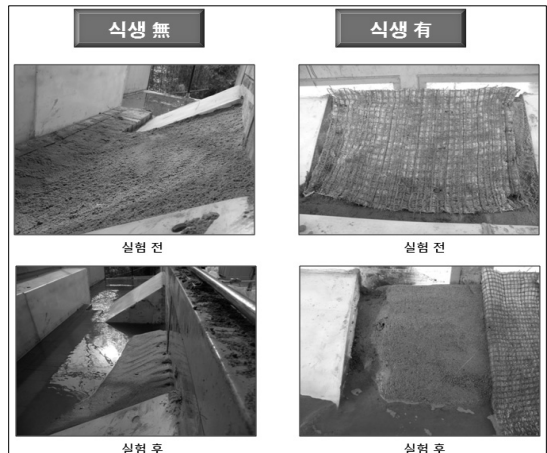 식생 無
식생 有
실험 전
실험 전
실험 후
실험 후